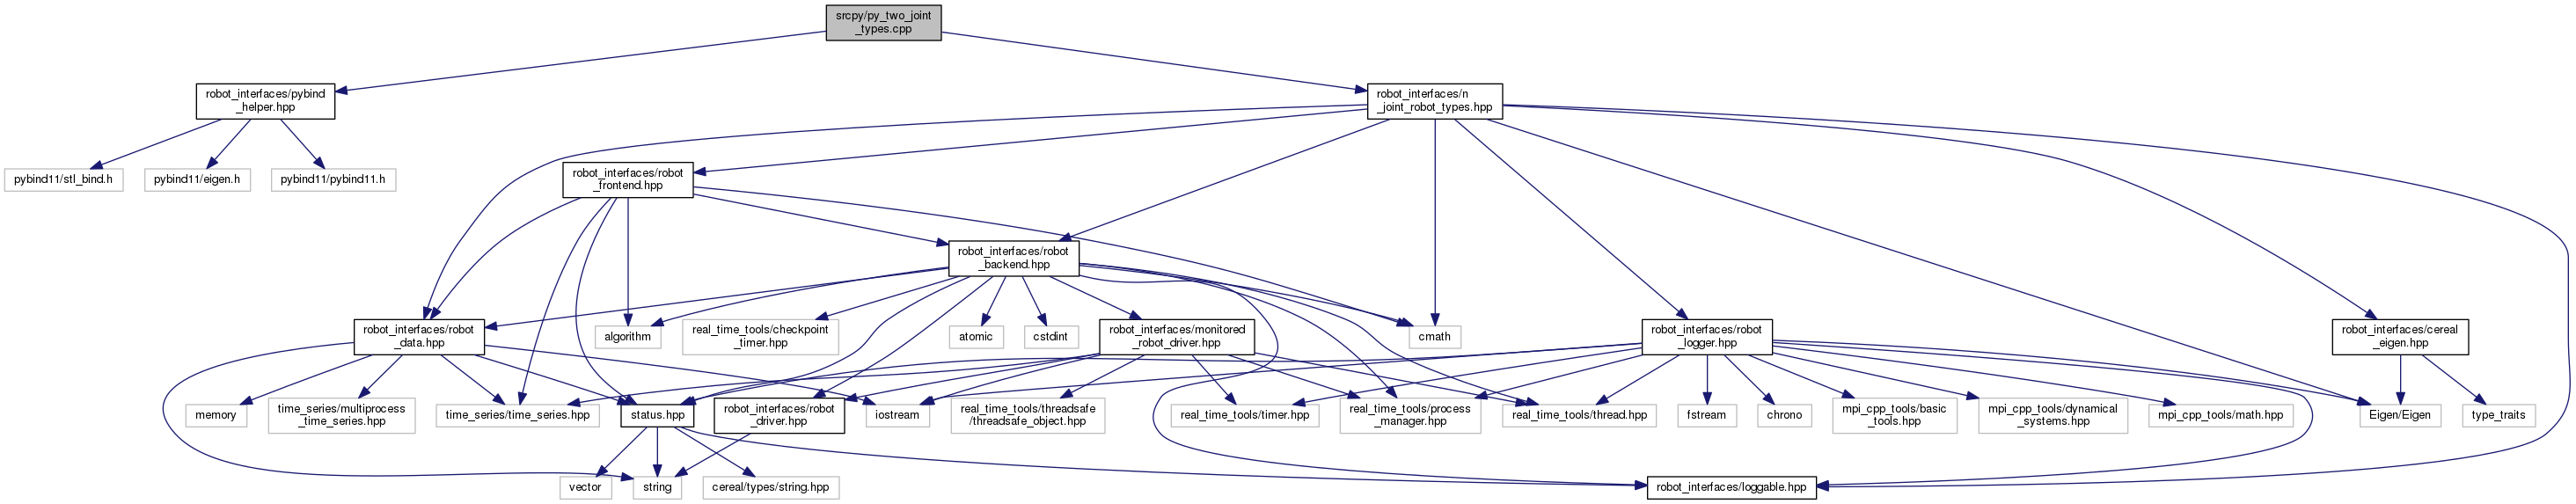 srcpy/py_two_joint
_types.cpp
robot_interfaces/pybind
_helper.hpp
robot_interfaces/n
_joint_robot_types.hpp
pybind11/stl_bind.h
pybind11/eigen.h
pybind11/pybind11.h
robot_interfaces/robot
_frontend.hpp
robot_interfaces/robot
_backend.hpp
robot_interfaces/robot
_data.hpp
algorithm
real_time_tools/checkpoint
_timer.hpp
atomic
cstdint
robot_interfaces/monitored
_robot_driver.hpp
cmath
robot_interfaces/robot
_logger.hpp
robot_interfaces/cereal
_eigen.hpp
memory
time_series/multiprocess
_time_series.hpp
time_series/time_series.hpp
status.hpp
robot_interfaces/robot
_driver.hpp
iostream
real_time_tools/threadsafe
/threadsafe_object.hpp
real_time_tools/timer.hpp
real_time_tools/process
_manager.hpp
real_time_tools/thread.hpp
fstream
chrono
mpi_cpp_tools/basic
_tools.hpp
mpi_cpp_tools/dynamical
_systems.hpp
mpi_cpp_tools/math.hpp
Eigen/Eigen
type_traits
vector
string
cereal/types/string.hpp
robot_interfaces/loggable.hpp